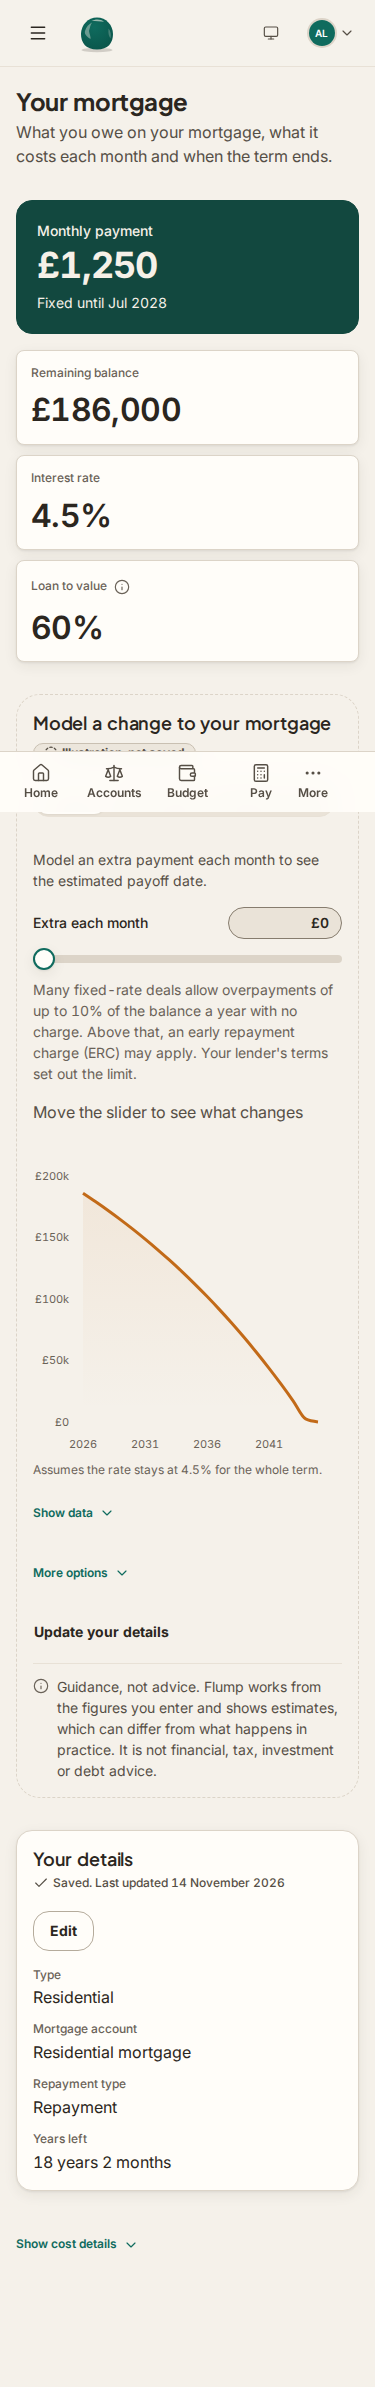 AL
Your mortgage
What you owe on your mortgage, what it
costs each month and when the term ends.
Monthly payment
£1,250
Fixed until Jul 2028
Remaining balance
£186,000
Interest rate
4.5%
Loan to value
60%
Model a change to your mortgage
Home
Accounts
Budget
Pay
More
Model an extra payment each month to see
the estimated payoff date.
Extra each month
£0
Many fixed-rate deals allow overpayments of
up to 10% of the balance a year with no
charge. Above that, an early repayment
charge (ERC) may apply. Your lender's terms
set out the limit.
Move the slider to see what changes
£200k
£150k
£100k
£50k
£0
2026
2031
2036
2041
Assumes the rate stays at 4.5% for the whole term.
Show data
More options
Update your details
Guidance, not advice. Flump works from
the figures you enter and shows estimates,
which can differ from what happens in
practice. It is not financial, tax, investment
or debt advice.
Your details
Saved. Last updated 14 November 2026
Edit
Type
Residential
Mortgage account
Residential mortgage
Repayment type
Repayment
Years left
18 years 2 months
Show cost details